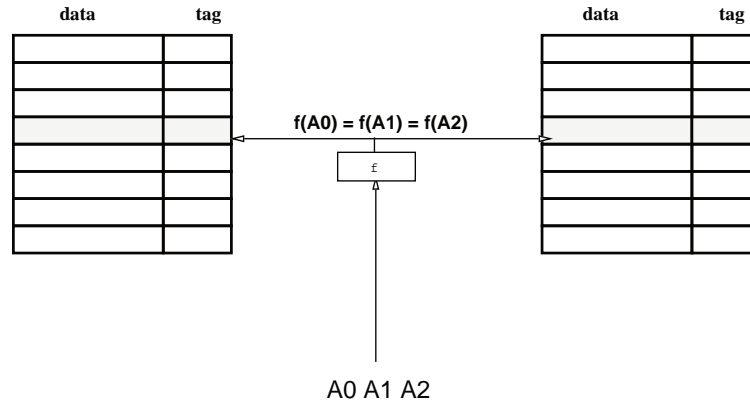 data tag data tag
f(A0) = f(A1) = f(A2)
f
A0 A1 A2